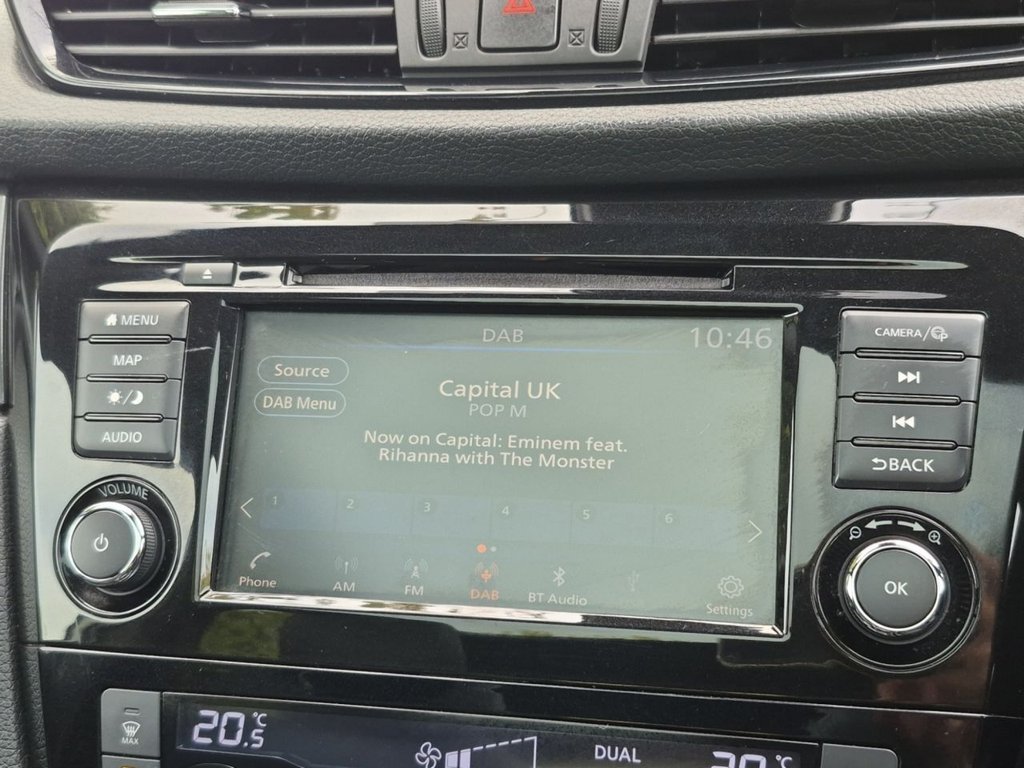 MENU
MAP
AUDIO
VOLUME
DAB
10:46
Source
DAB Menu
Capital UK
POP M
Now on Capital: Eminem feat.
Rihanna with The Monster
1 2 3 4 5 6
Phone
AM
FM
DAB
BT Audio
Settings
CAMERA/
BACK
OK
MAX
20.5°C
DUAL
°C